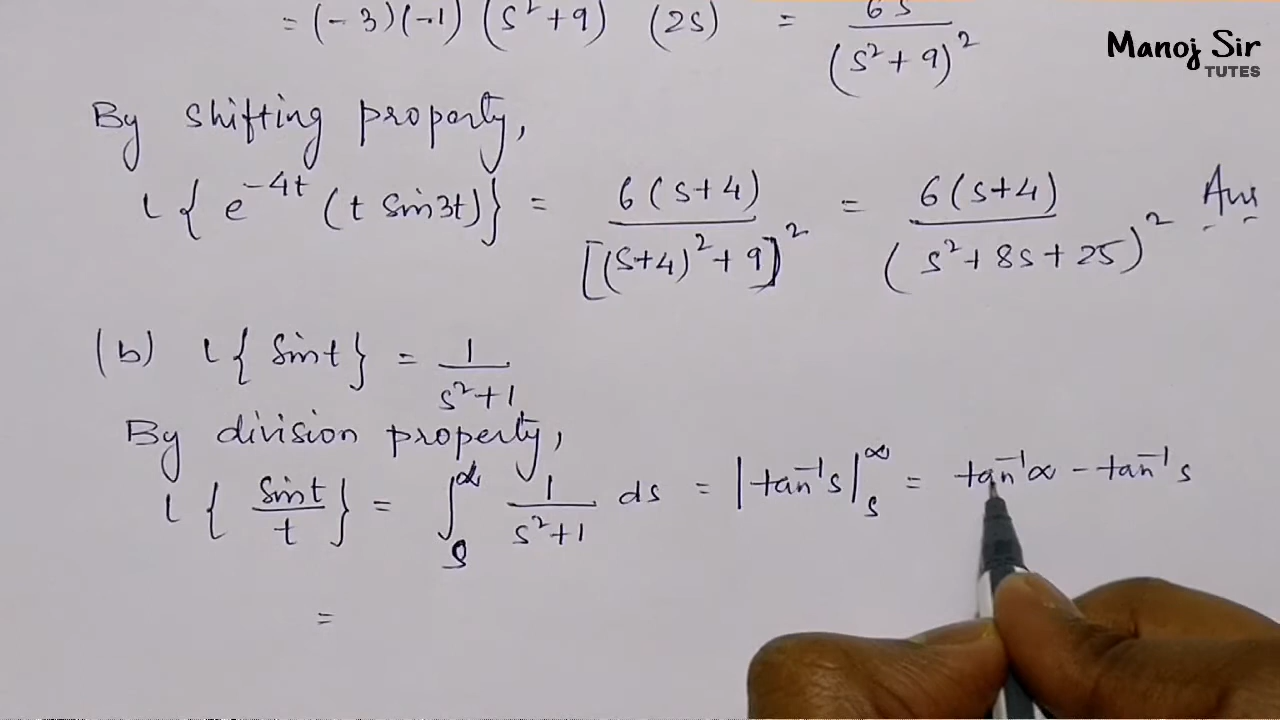 = (-3)(-1) (s²+9) (2s) = 6s / (s²+9)²
Manoj Sir
TUTES
By shifting property,
L{ e^-4t (t sin3t)} = 6(s+4) / [(s+4)²+9]² = 6(s+4) / (s²+8s+25)² Ans
(b) L{ sint} = 1 / s²+1
By division property,
L{ sint / t } = ∫_s^∞ 1 / s²+1 ds = |tan⁻¹s|_s^∞ = tan⁻¹∞ - tan⁻¹s
=